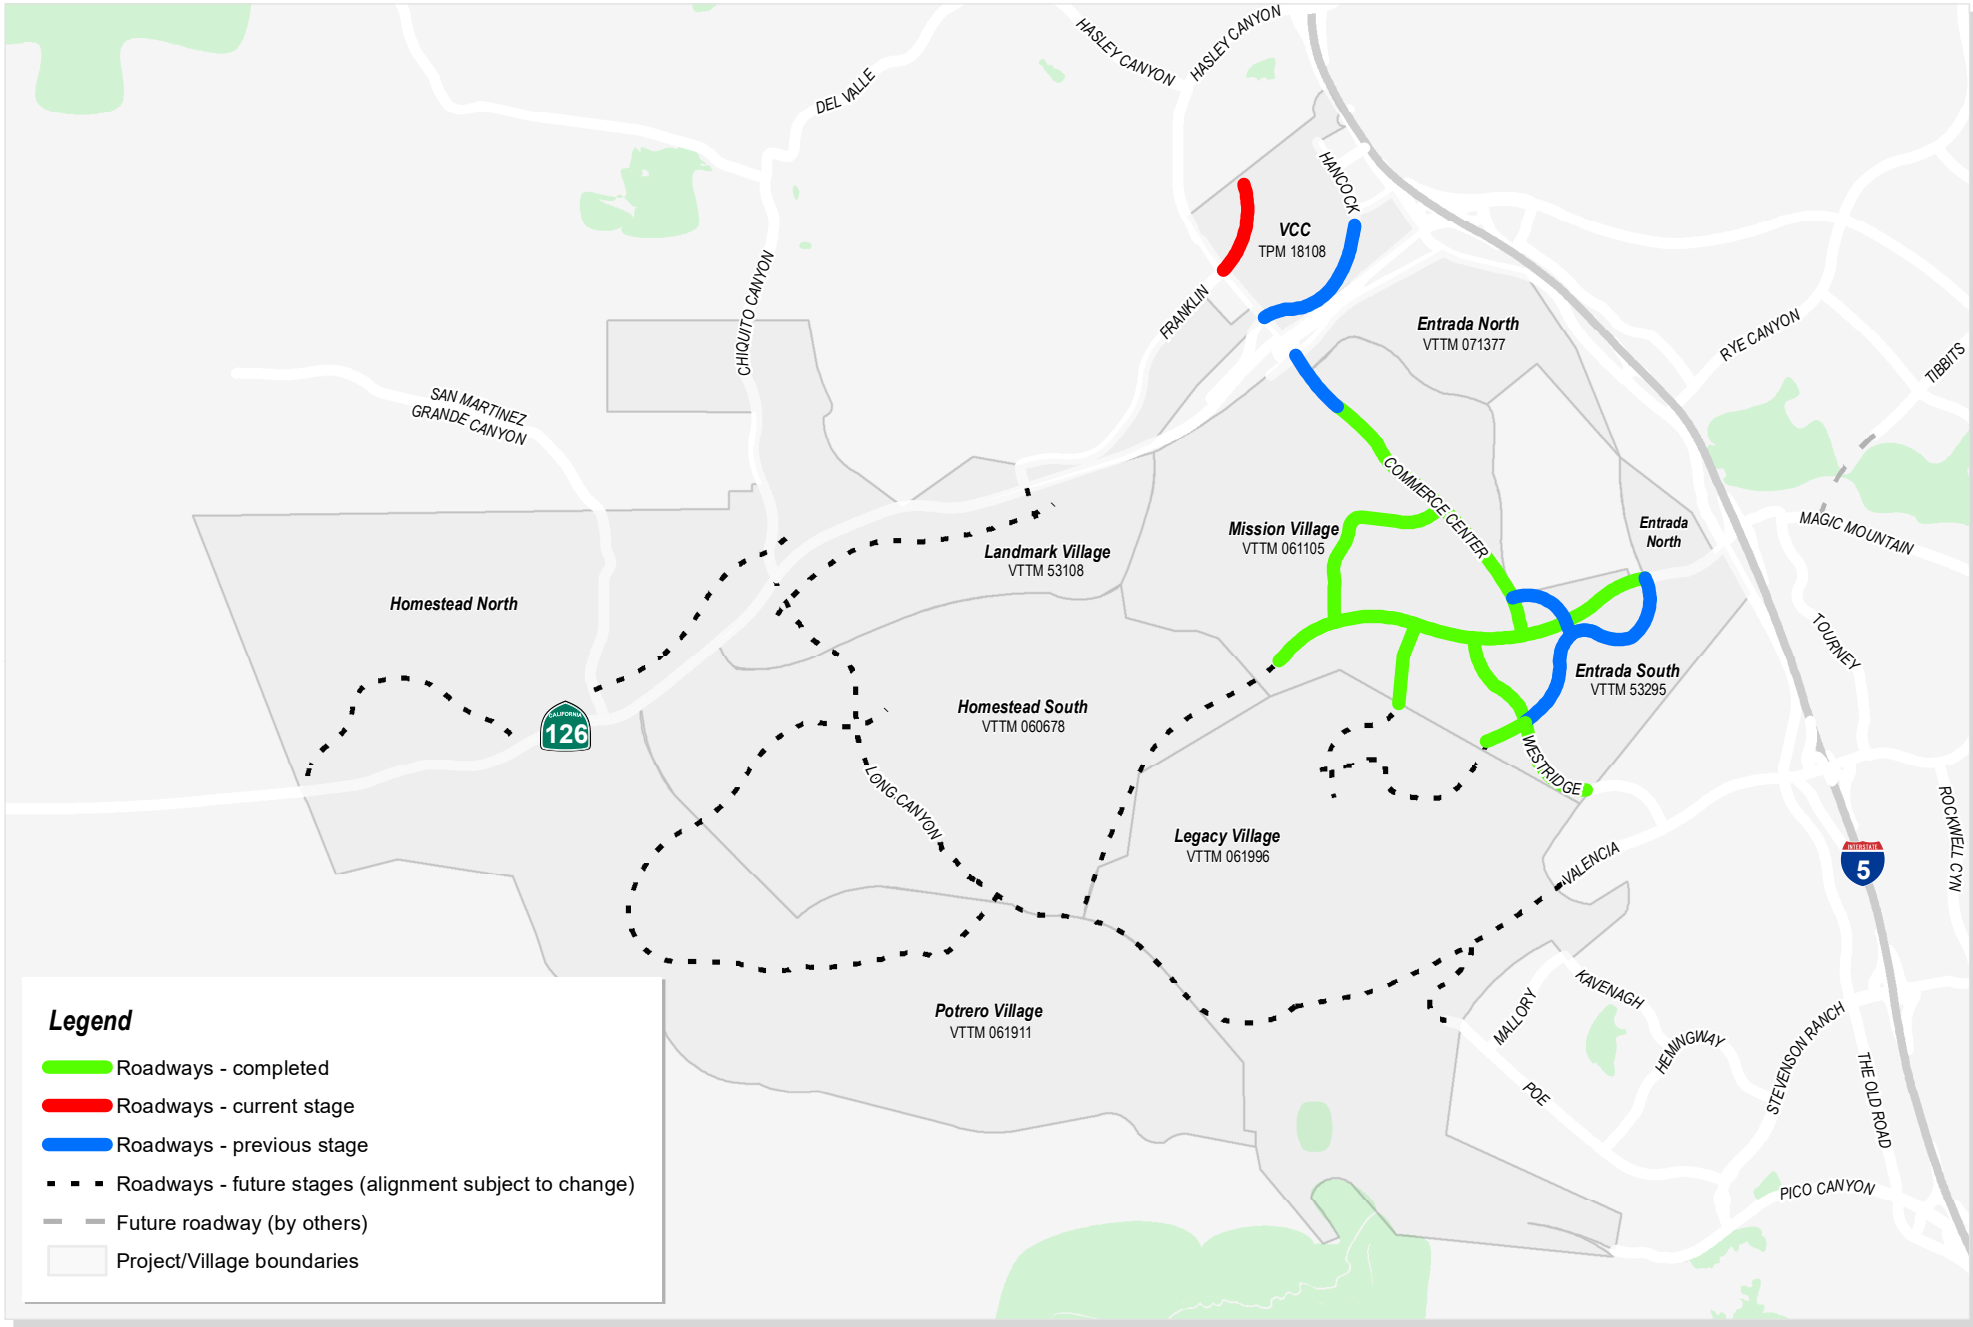 HASLEY CANYON
HASLEY CANYON
DEL VALLE
HANCOCK
VCC
TPM 18108
CHIQUITO CANYON
FRANKLIN
Entrada North
VTTM 071377
RYE CANYON
TIBBITS
SAN MARTINEZ
GRANDE CANYON
COMMERCE CENTER
Mission Village
VTTM 061105
Entrada
North
MAGIC MOUNTAIN
Landmark Village
VTTM 53108
Homestead North
TOURNEY
Entrada South
VTTM 53295
Homestead South
VTTM 060678
CALIFORNIA
126
WESTRIDGE
LONG CANYON
Legacy Village
VTTM 061996
VALENCIA
INTERSTATE
5
ROCKWELL CYN
KAVENAGH
MALLORY
HEMINGWAY
STEVENSON RANCH
THE OLD ROAD
POE
PICO CANYON
Potrero Village
VTTM 061911
Legend
Roadways - completed
Roadways - current stage
Roadways - previous stage
Roadways - future stages (alignment subject to change)
Future roadway (by others)
Project/Village boundaries